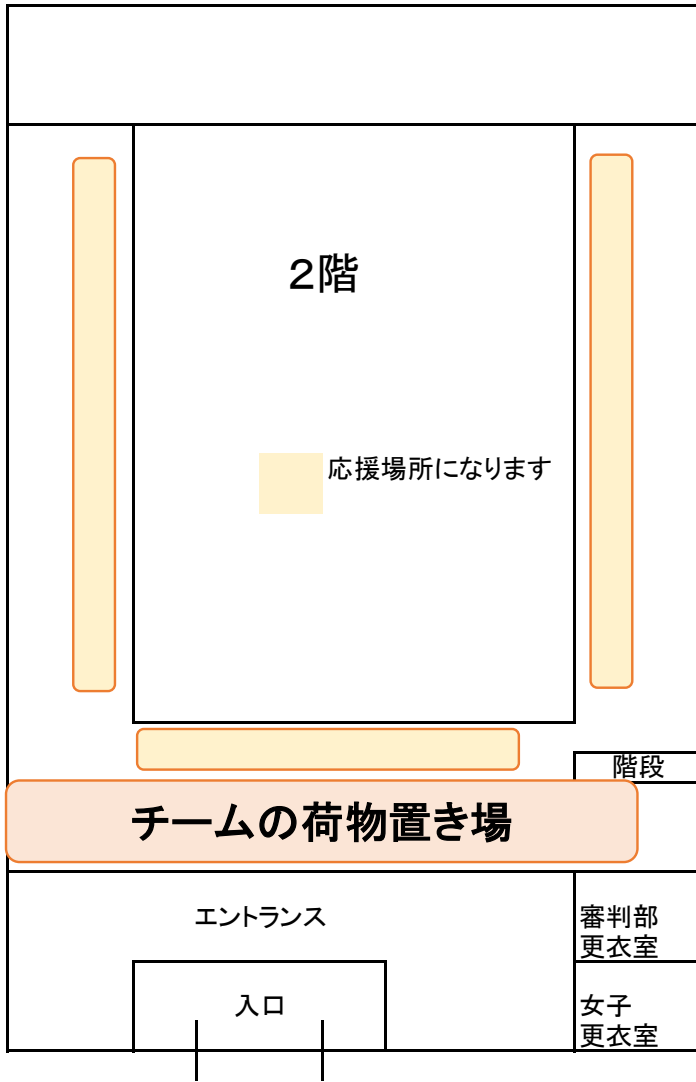 ２階
応援場所になります
階段
チームの荷物置き場
エントランス
審判部
更衣室
入口
女子
更衣室